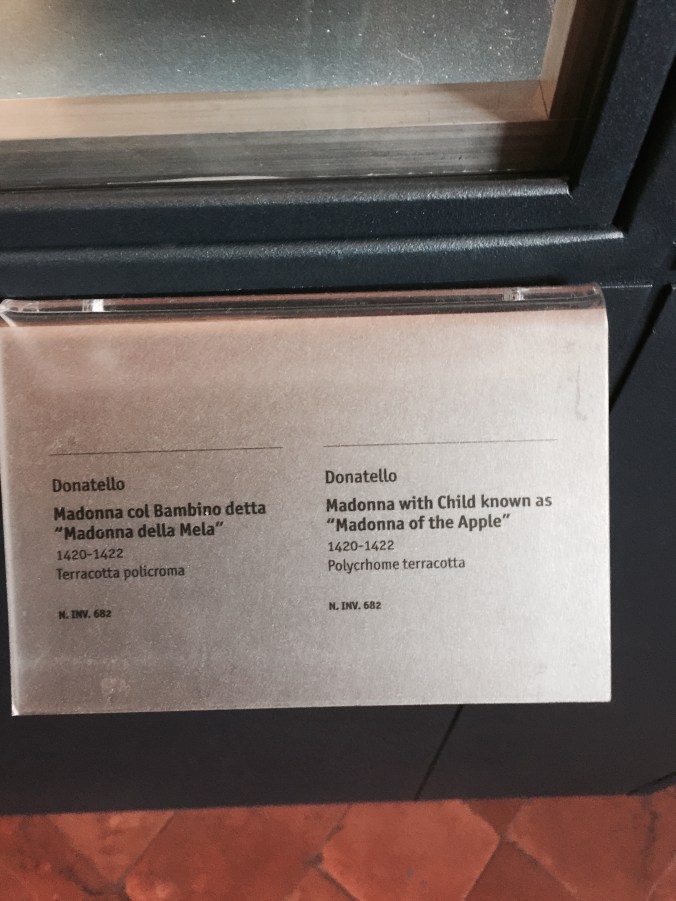 Donatello
Madonna col Bambino detta
“Madonna della Mela”
1420-1422
Terracotta policroma
N. INV. 682
Donatello
Madonna with Child known as
“Madonna of the Apple”
1420-1422
Polycrhome terracotta
N. INV. 682